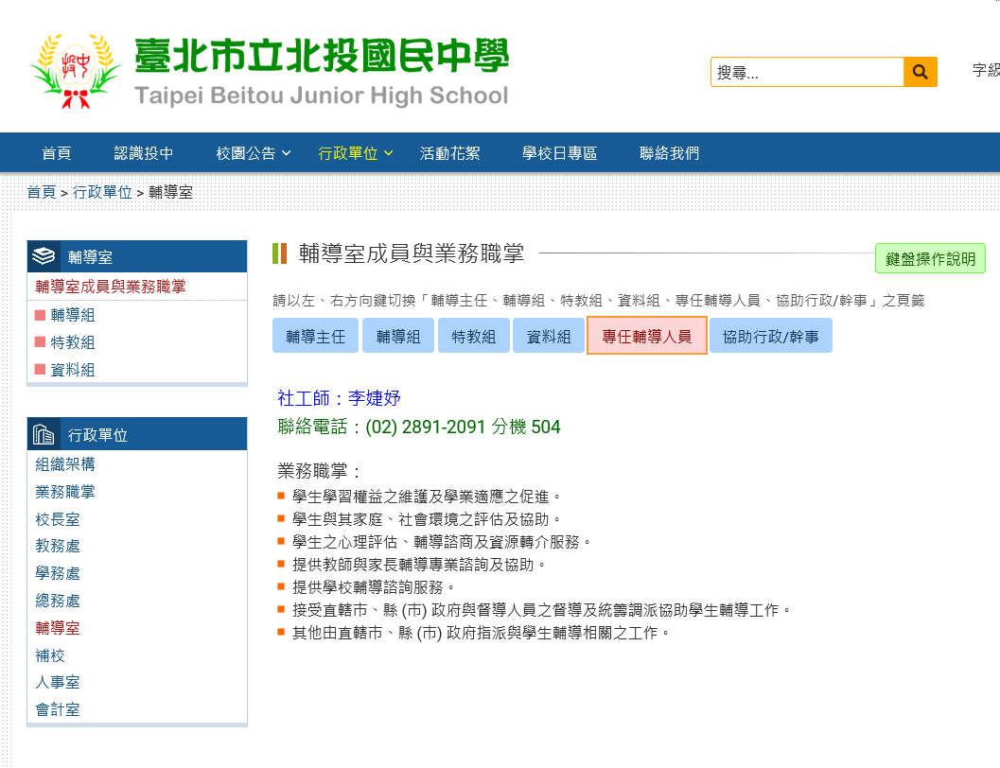 投中
臺北市立北投國民中學
Taipei Beitou Junior High School
搜尋...
字級
首頁 認識投中 校園公告 行政單位 活動花絮 學校日專區 聯絡我們
首頁 > 行政單位 > 輔導室
輔導室
輔導室成員與業務職掌
輔導組
特教組
資料組
行政單位
組織架構
業務職掌
校長室
教務處
學務處
總務處
輔導室
補校
人事室
會計室
輔導室成員與業務職掌
鍵盤操作說明
請以左、右方向鍵切換「輔導主任、輔導組、特教組、資料組、專任輔導人員、協助行政/幹事」之頁籤
輔導主任 輔導組 特教組 資料組 專任輔導人員 協助行政/幹事
社工師：李婕妤
聯絡電話：(02) 2891-2091 分機 504
業務職掌：
學生學習權益之維護及學業適應之促進。
學生與其家庭、社會環境之評估及協助。
學生之心理評估、輔導諮商及資源轉介服務。
提供教師與家長輔導專業諮詢及協助。
提供學校輔導諮詢服務。
接受直轄市、縣 (市) 政府與督導人員之督導及統籌調派協助學生輔導工作。
其他由直轄市、縣 (市) 政府指派與學生輔導相關之工作。